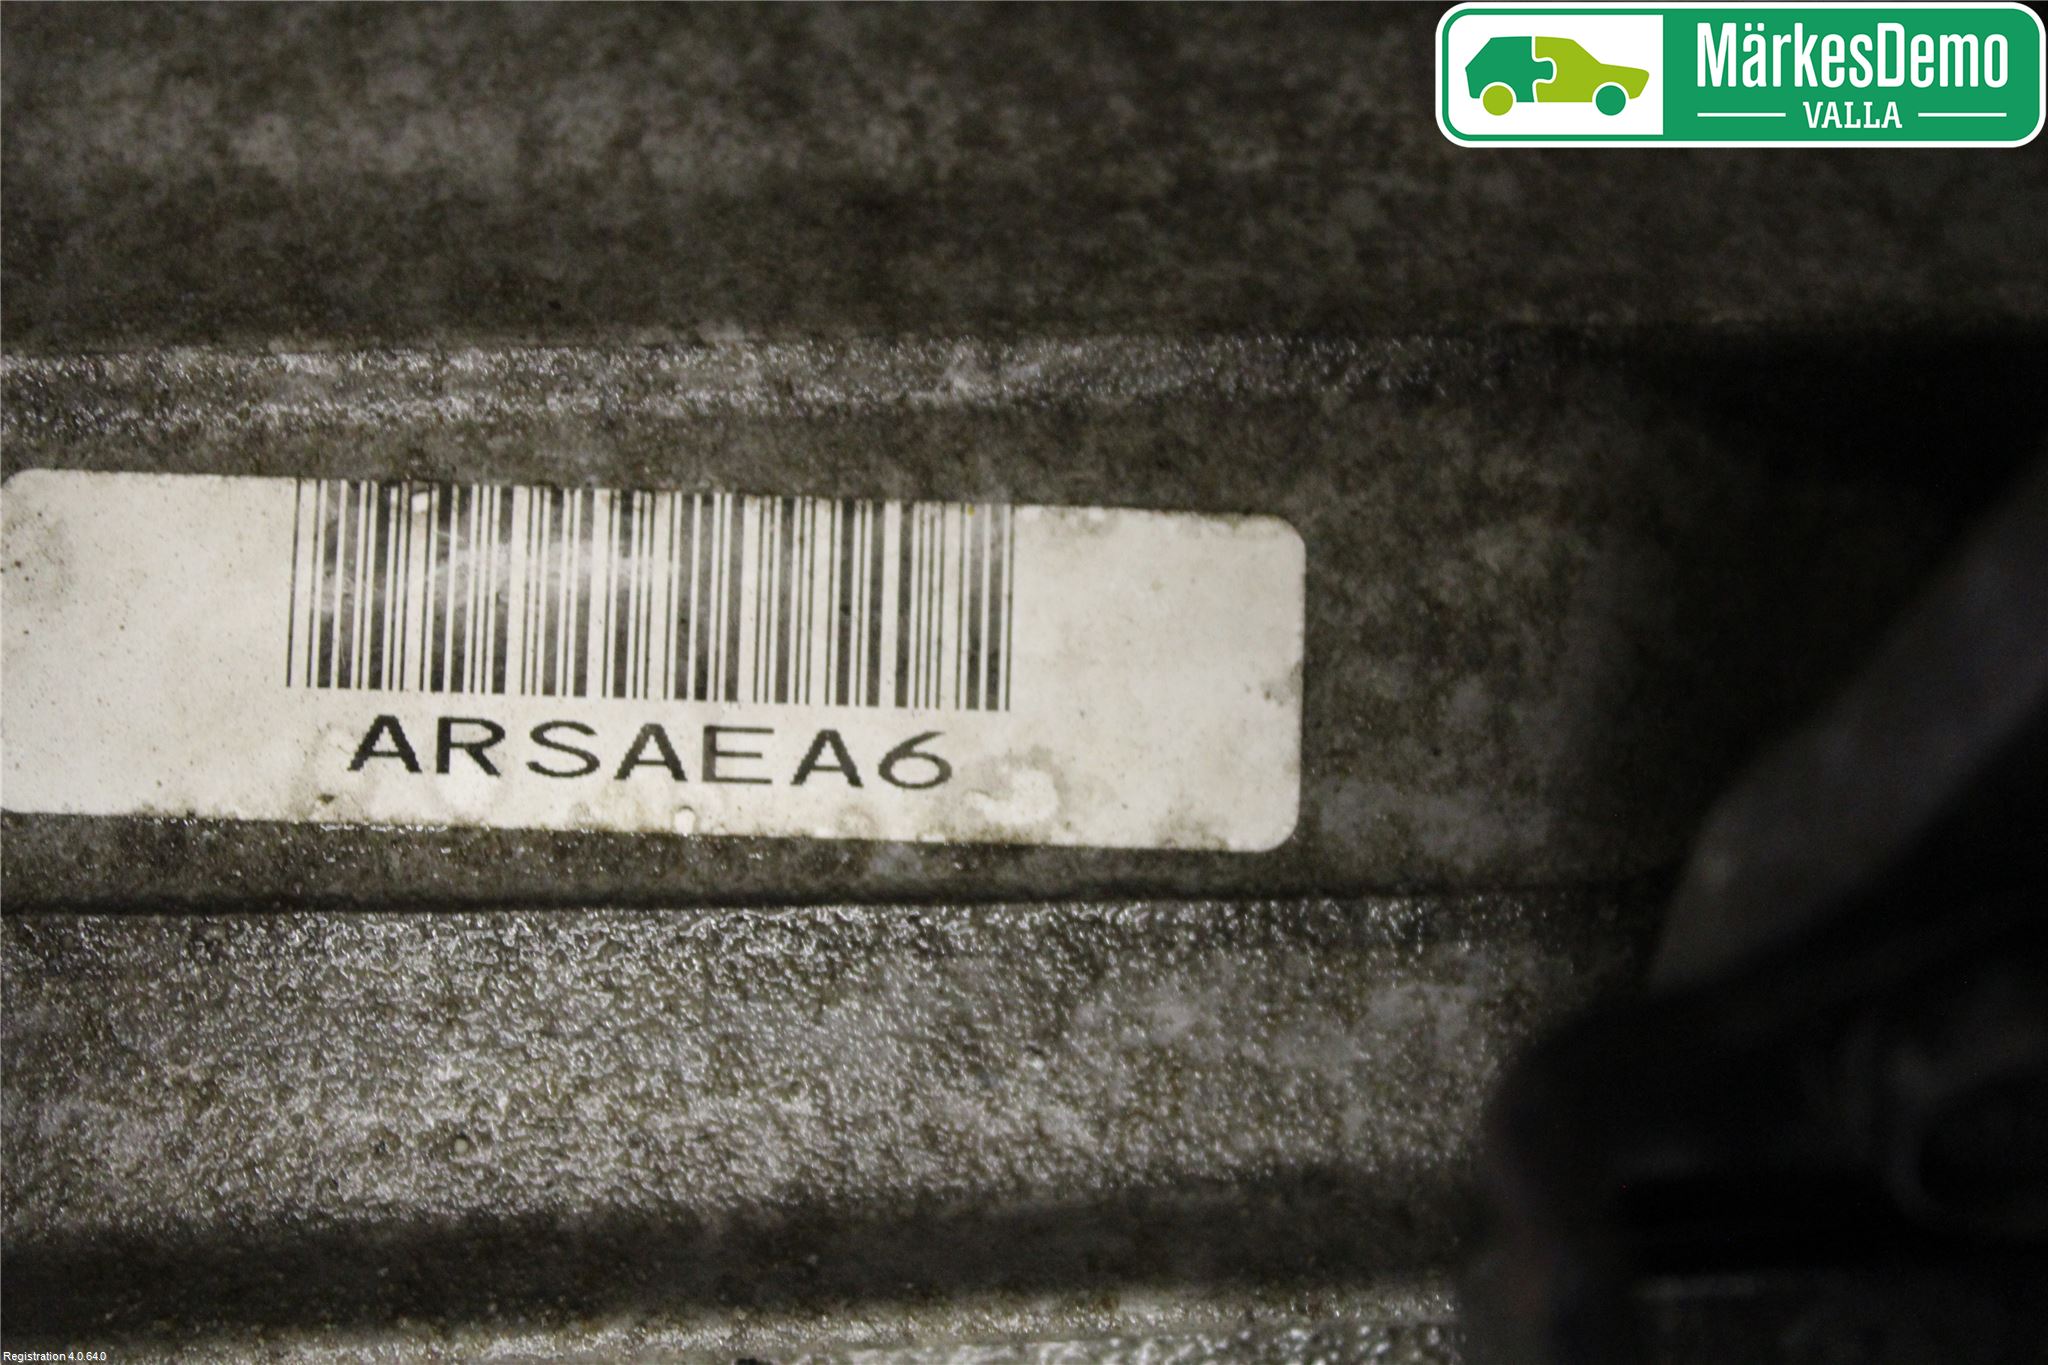 MärkesDemo
VALLA
ARSAEA6
Registration 4.0.64.0